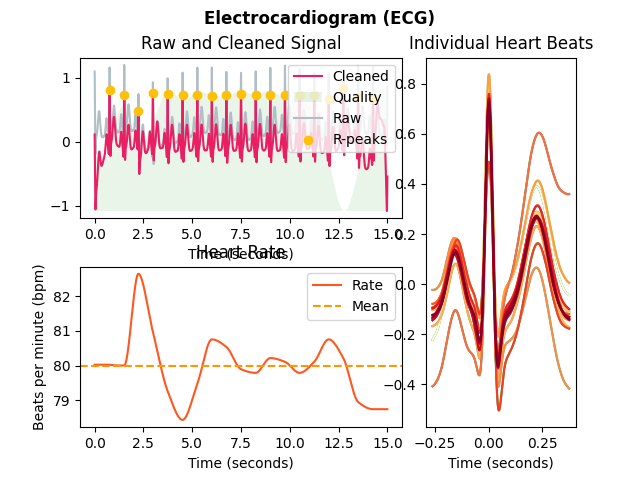 Electrocardiogram (ECG)
Raw and Cleaned Signal
1
0
−1
Cleaned
Quality
Raw
R-peaks
0.0 2.5 5.0 7.5 10.0 12.5 15.0
Time (seconds)
Heart Rate
Beats per minute (bpm)
82
81
80
79
Rate
Mean
0.0 2.5 5.0 7.5 10.0 12.5 15.0
Time (seconds)
Individual Heart Beats
0.8
0.6
0.4
0.2
0.0
−0.2
−0.4
−0.25 0.00 0.25
Time (seconds)